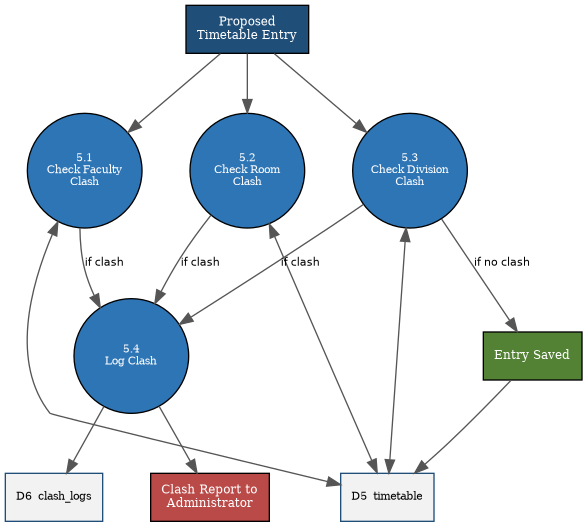 Proposed
Timetable Entry
5.1
Check Faculty
Clash
5.2
Check Room
Clash
5.3
Check Division
Clash
if clash
if clash
if clash
if no clash
5.4
Log Clash
Entry Saved
D6 clash_logs
Clash Report to
Administrator
D5 timetable